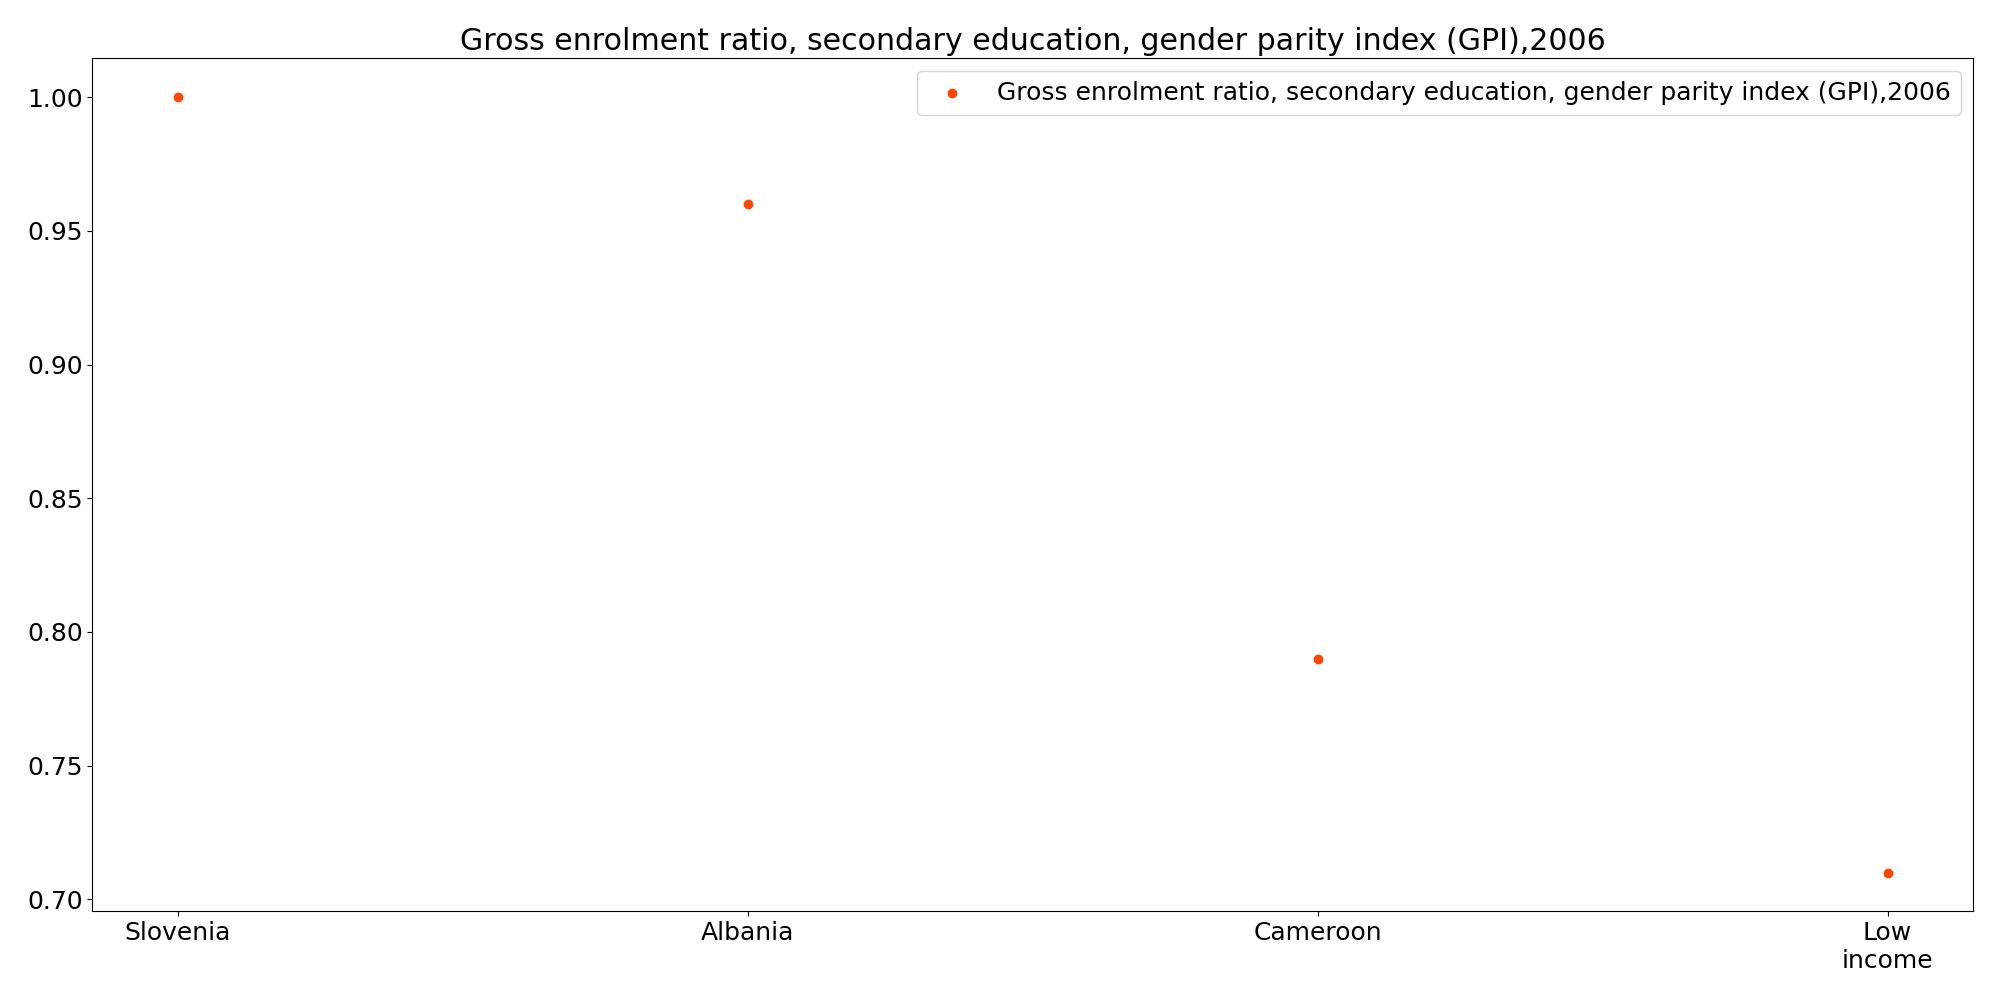 Gross enrolment ratio, secondary education, gender parity index (GPI),2006
Gross enrolment ratio, secondary education, gender parity index (GPI),2006
1.00
0.95
0.90
0.85
0.80
0.75
0.70
Slovenia
Albania
Cameroon
Low
income